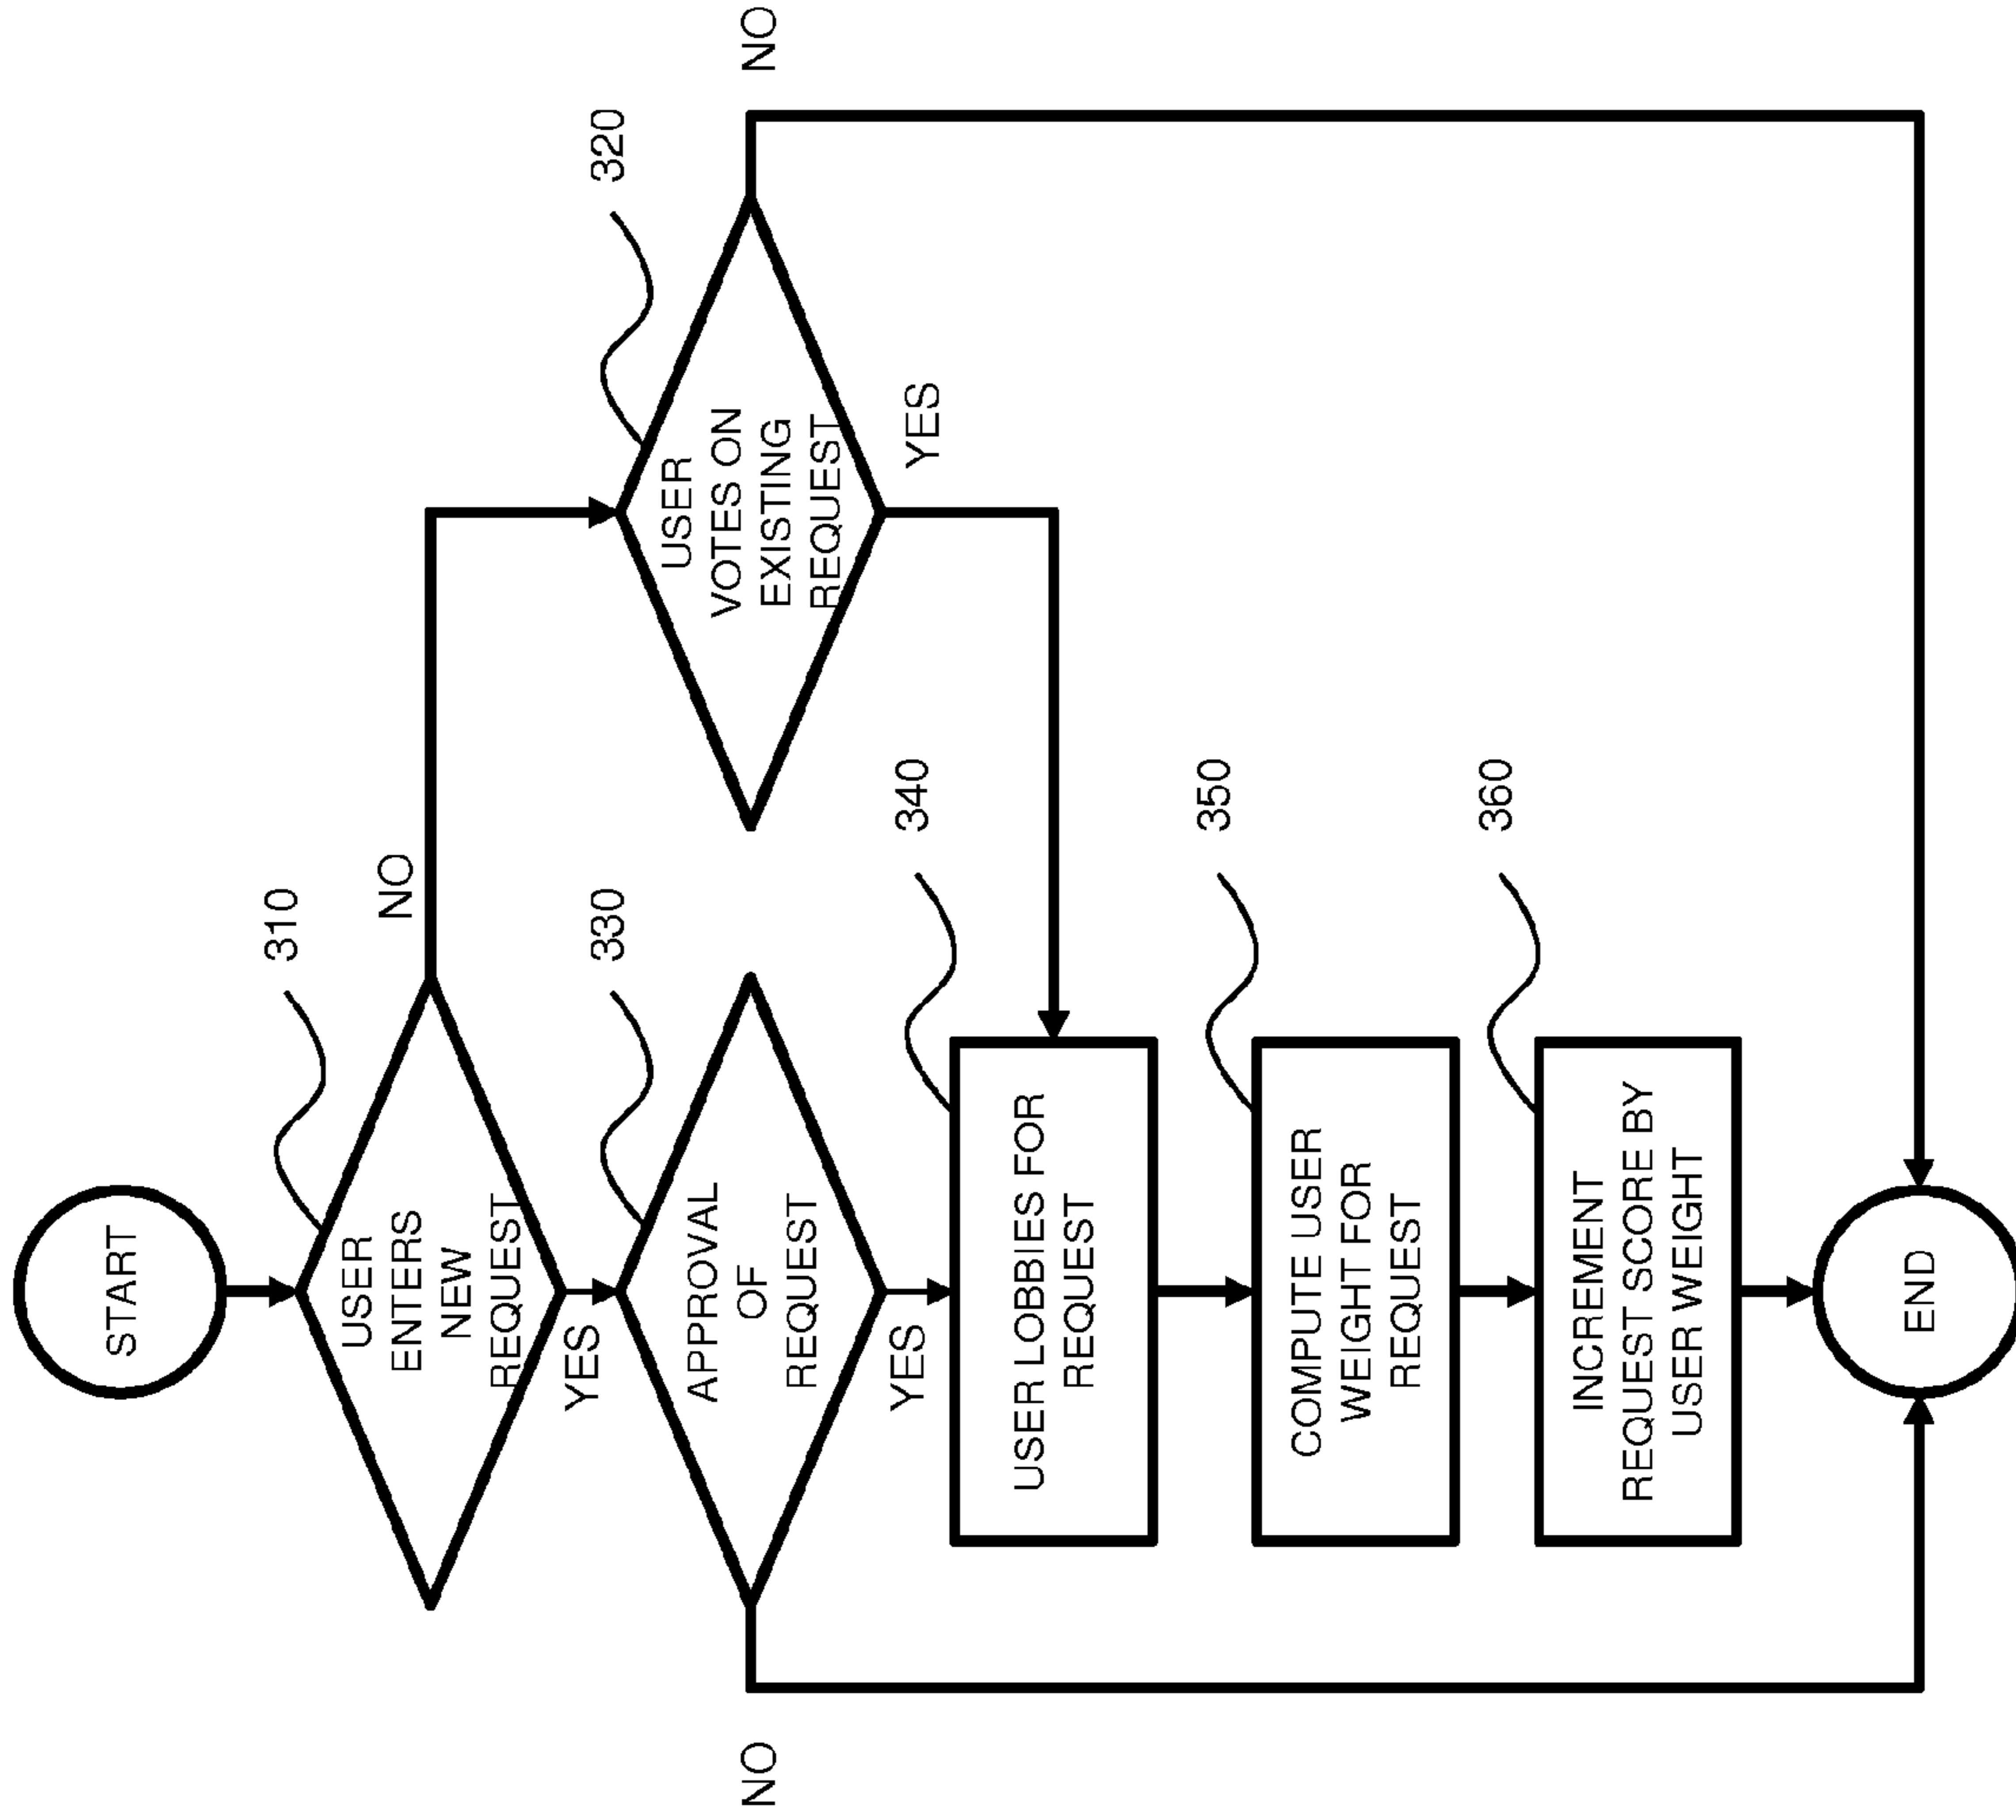 START
310
USER
ENTERS
NEW
REQUEST
NO
YES
320
USER
VOTES ON
EXISTING
REQUEST
NO
YES
330
APPROVAL
OF
REQUEST
NO
YES
340
USER LOBBIES FOR
REQUEST
350
COMPUTE USER
WEIGHT FOR
REQUEST
360
INCREMENT
REQUEST SCORE BY
USER WEIGHT
END